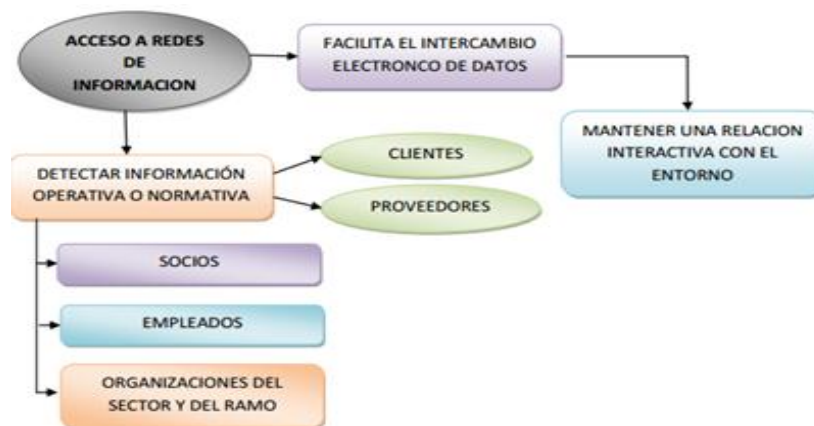 ACCESO A REDES
DE
INFORMACION
FACILITA EL INTERCAMBIO
ELECTRONCO DE DATOS
MANTENER UNA RELACION
INTERACTIVA CON EL
ENTORNO
DETECTAR INFORMACIÓN
OPERATIVA O NORMATIVA
CLIENTES
PROVEEDORES
SOCIOS
EMPLEADOS
ORGANIZACIONES DEL
SECTOR Y DEL RAMO